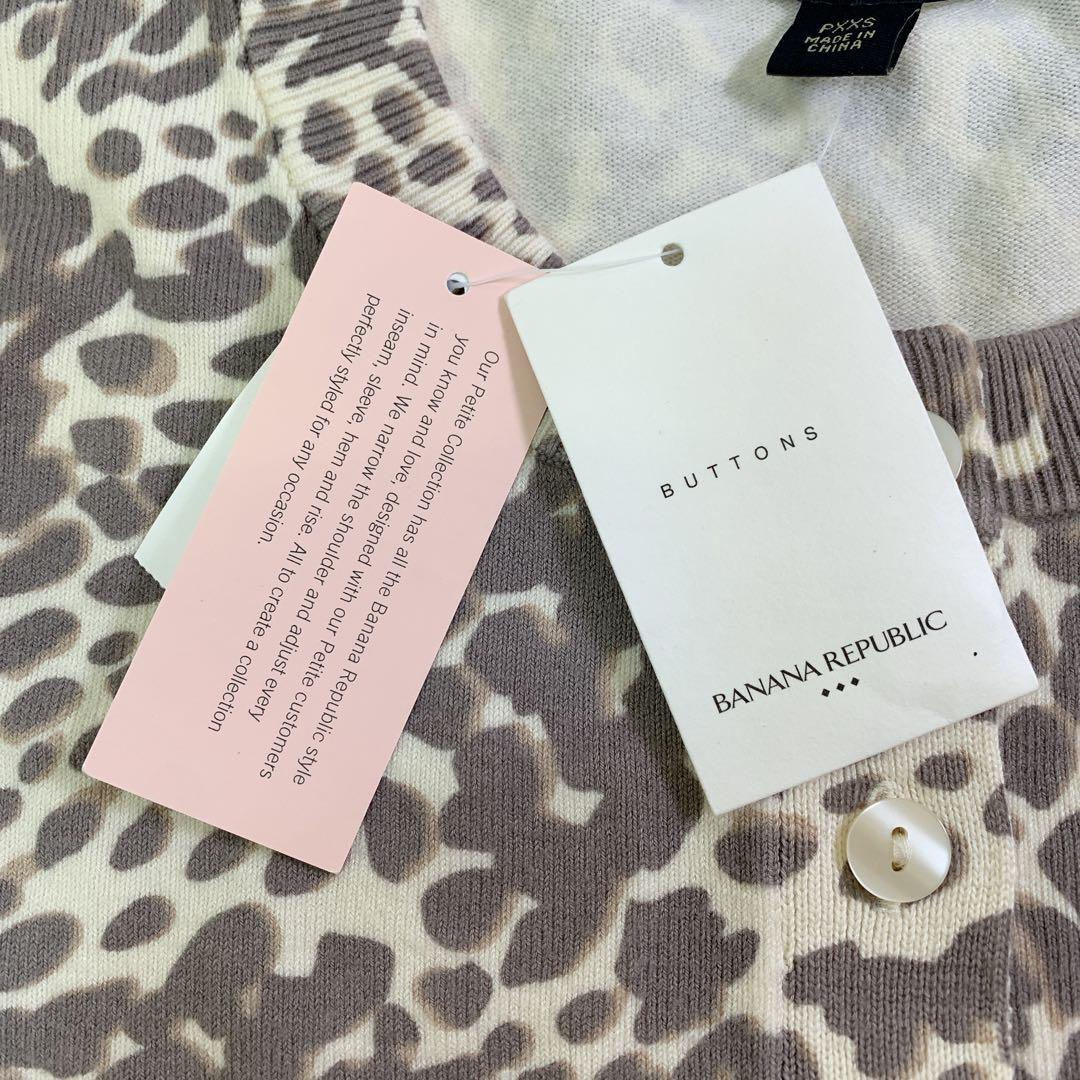 PXXS
MADE IN
CHINA
Our Petite Collection has all the Banana Republic style
you know and love, designed with our Petite customers
in mind. We narrow the shoulder and adjust every
inseam, sleeve, hem and rise. All to create a collection
perfectly styled for any occasion.
BUTTONS
BANANA REPUBLIC